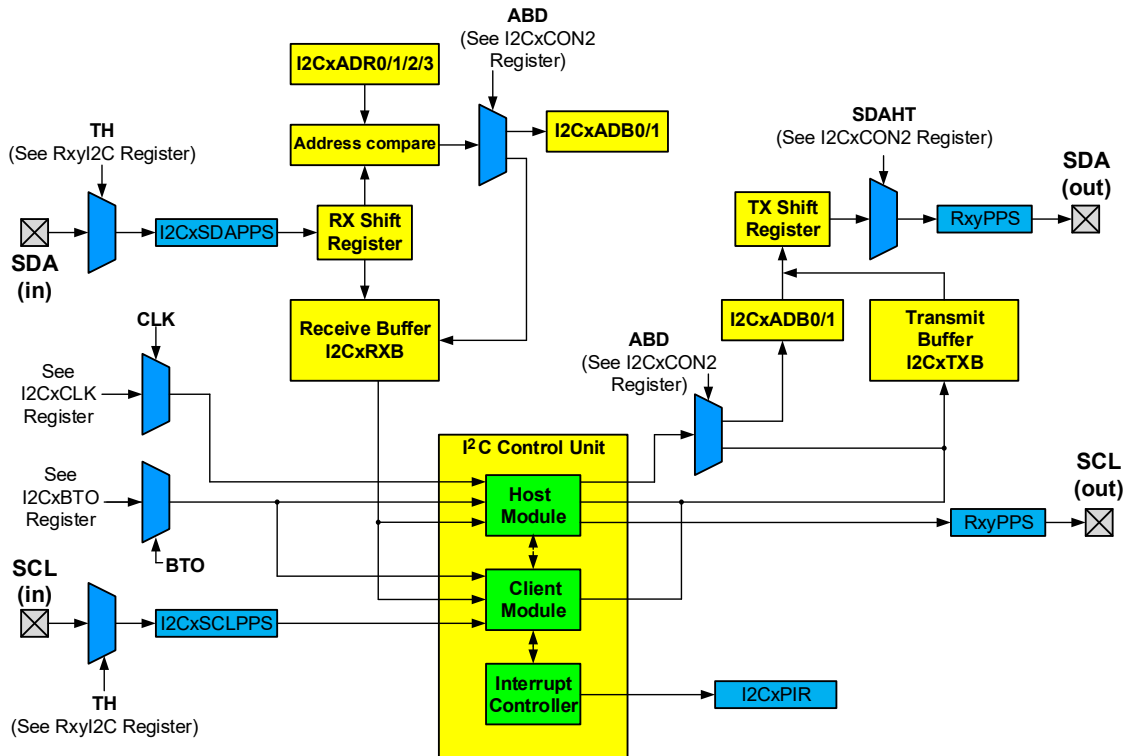 ABD
(See I2CxCON2
Register)
I2CxADR0/1/2/3
SDAHT
(See I2CxCON2
Register)
TH
(See RxyI2C Register)
Address compare
I2CxADB0/1
SDA
(out)
I2CxSDAPPS
RX Shift
Register
TX Shift
Register
RxyPPS
SDA
(in)
CLK
Receive Buffer
I2CxRXB
I2CxADB0/1
Transmit
Buffer
I2CxTXB
ABD
(See I2CxCON2
Register)
See
I2CxCLK
Register
I²C Control Unit
See
I2CxBTO
Register
Host
Module
SCL
(out)
RxyPPS
BTO
SCL
(in)
Client
Module
I2CxSCLPPS
Interrupt
Controller
I2CxPIR
TH
(See RxyI2C Register)